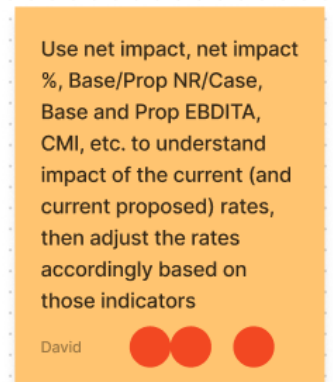 Use net impact, net impact
%, Base/Prop NR/Case,
Base and Prop EBDITA,
CMI, etc. to understand
impact of the current (and
current proposed) rates,
then adjust the rates
accordingly based on
those indicators
David